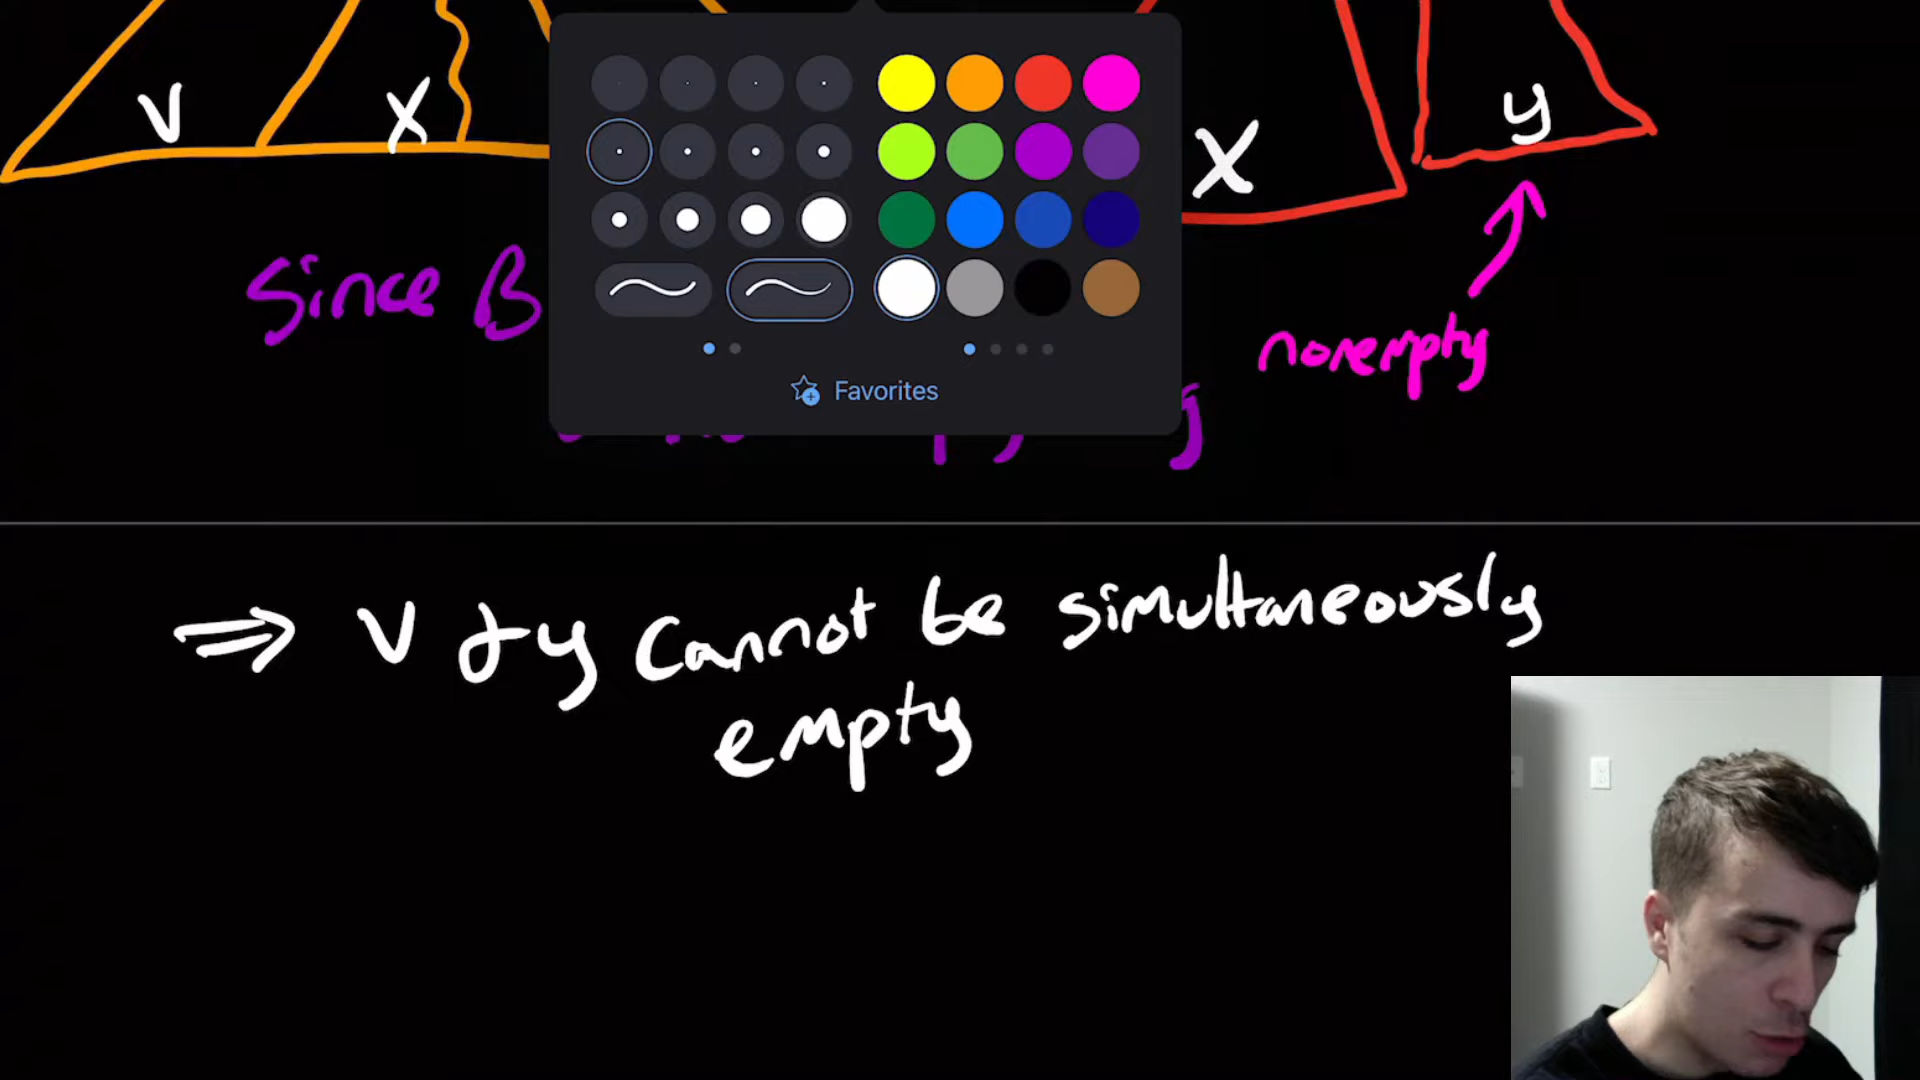 V X X y
Since B
nonempty
Favorites
⇒ V & y cannot be simultaneously
empty